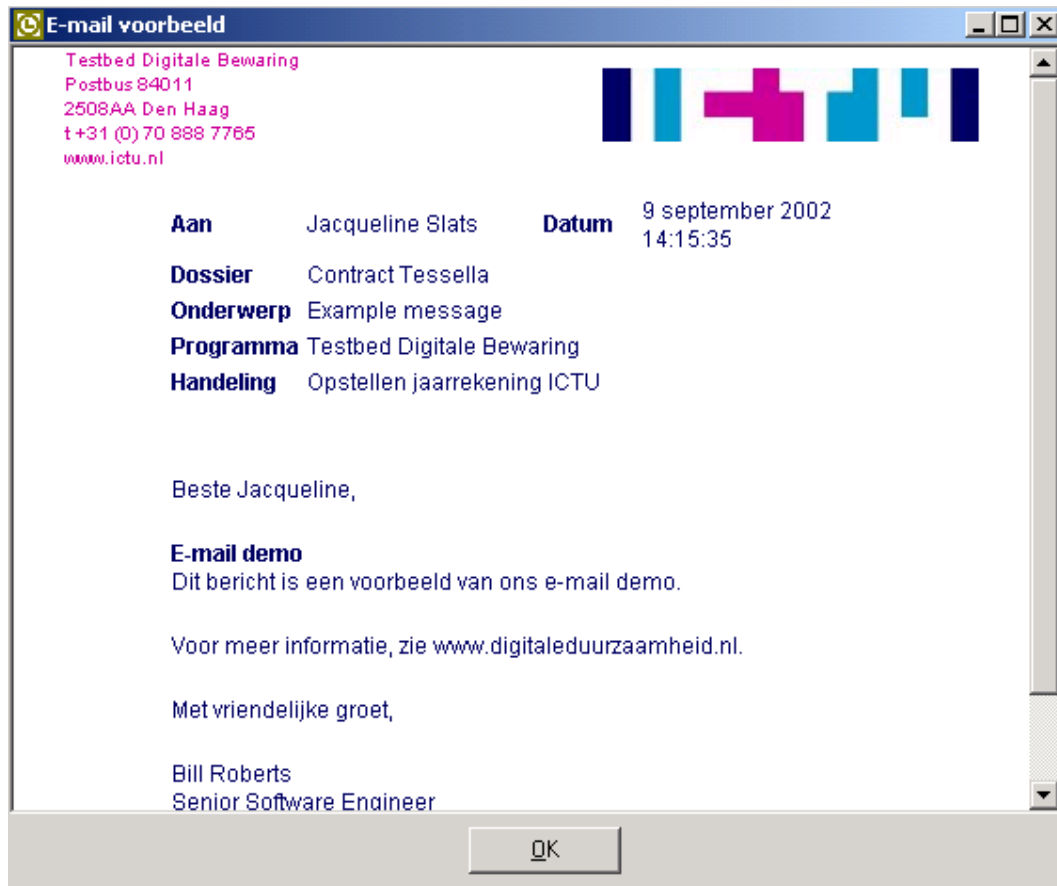 E-mail voorbeeld
Testbed Digitale Bewaring
Postbus 84011
2508AA Den Haag
t +31 (0) 70 888 7765
www.ictu.nl
Aan Jacqueline Slats Datum 9 september 2002
14:15:35
Dossier Contract Tessella
Onderwerp Example message
Programma Testbed Digitale Bewaring
Handeling Opstellen jaarrekening ICTU
Beste Jacqueline,
E-mail demo
Dit bericht is een voorbeeld van ons e-mail demo.
Voor meer informatie, zie www.digitaleduurzaamheid.nl.
Met vriendelijke groet,
Bill Roberts
Senior Software Engineer
OK